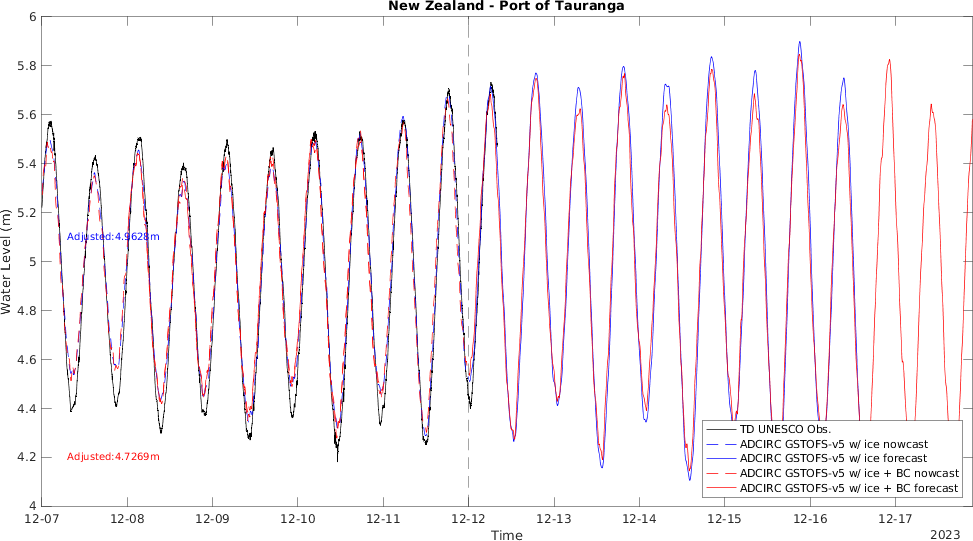 New Zealand - Port of Tauranga
6
5.8
5.6
5.4
5.2
5
4.8
4.6
4.4
4.2
4
Water Level (m)
Adjusted:4.9628m
Adjusted:4.7269m
TD UNESCO Obs.
ADCIRC GSTOFS-v5 w/ ice nowcast
ADCIRC GSTOFS-v5 w/ ice forecast
ADCIRC GSTOFS-v5 w/ ice + BC nowcast
ADCIRC GSTOFS-v5 w/ ice + BC forecast
12-07 12-08 12-09 12-10 12-11 12-12 12-13 12-14 12-15 12-16 12-17
Time
2023